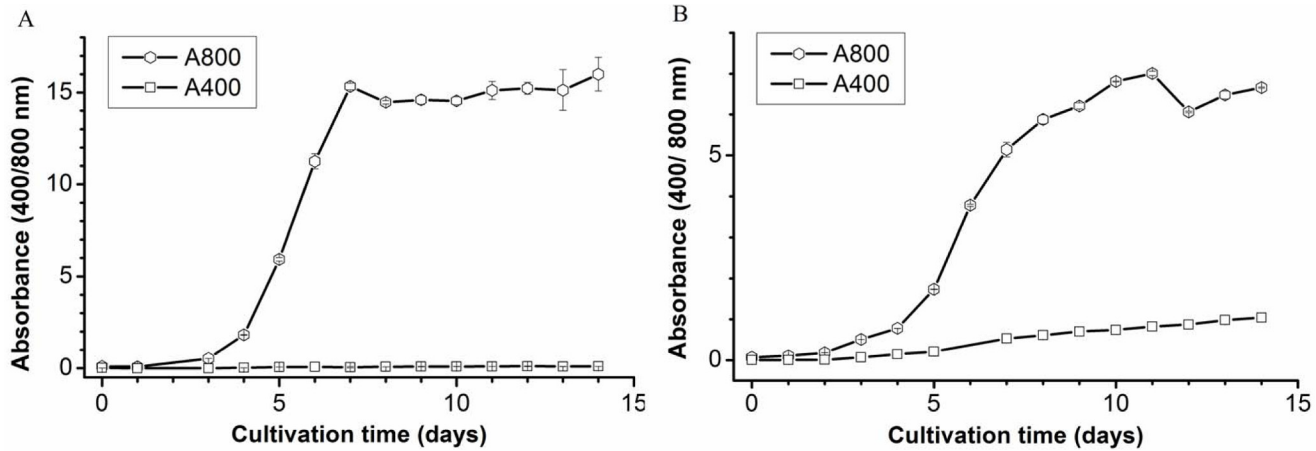 A
A800
A400
Absorbance (400/800 nm)
15
10
5
0
0 5 10 15
Cultivation time (days)
B
A800
A400
Absorbance (400/ 800 nm)
5
0
0 5 10 15
Cultivation time (days)